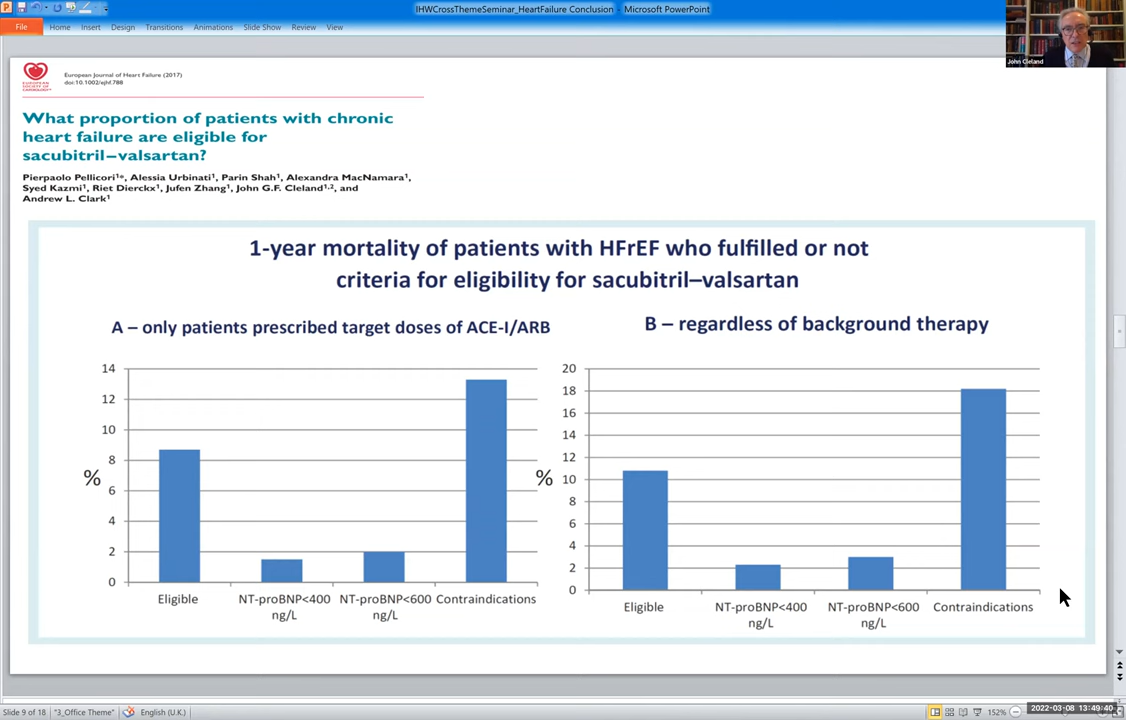 IHWCrossThemeSeminar_HeartFailure Conclusion - Microsoft PowerPoint
File Home Insert Design Transitions Animations Slide Show Review View
John Cleland
European Journal of Heart Failure (2017)
doi:10.1002/ejhf.788
What proportion of patients with chronic
heart failure are eligible for
sacubitril–valsartan?
Pierpaolo Pellicori1*, Alessia Urbinati1, Parin Shah1, Alexandra MacNamara1,
Syed Kazmi1, Riet Dierckx1, Jufen Zhang1, John G.F. Cleland1,2, and
Andrew L. Clark1
1-year mortality of patients with HFrEF who fulfilled or not
criteria for eligibility for sacubitril–valsartan
A – only patients prescribed target doses of ACE-I/ARB
14
12
10
8
6
4
2
0
%
Eligible
NT-proBNP<400
ng/L
NT-proBNP<600
ng/L
Contraindications
B – regardless of background therapy
20
18
16
14
12
10
8
6
4
2
0
%
Eligible
NT-proBNP<400
ng/L
NT-proBNP<600
ng/L
Contraindications
Slide 9 of 18 "3_Office Theme" English (U.K.) 152%
2022-03-08 13:49:40